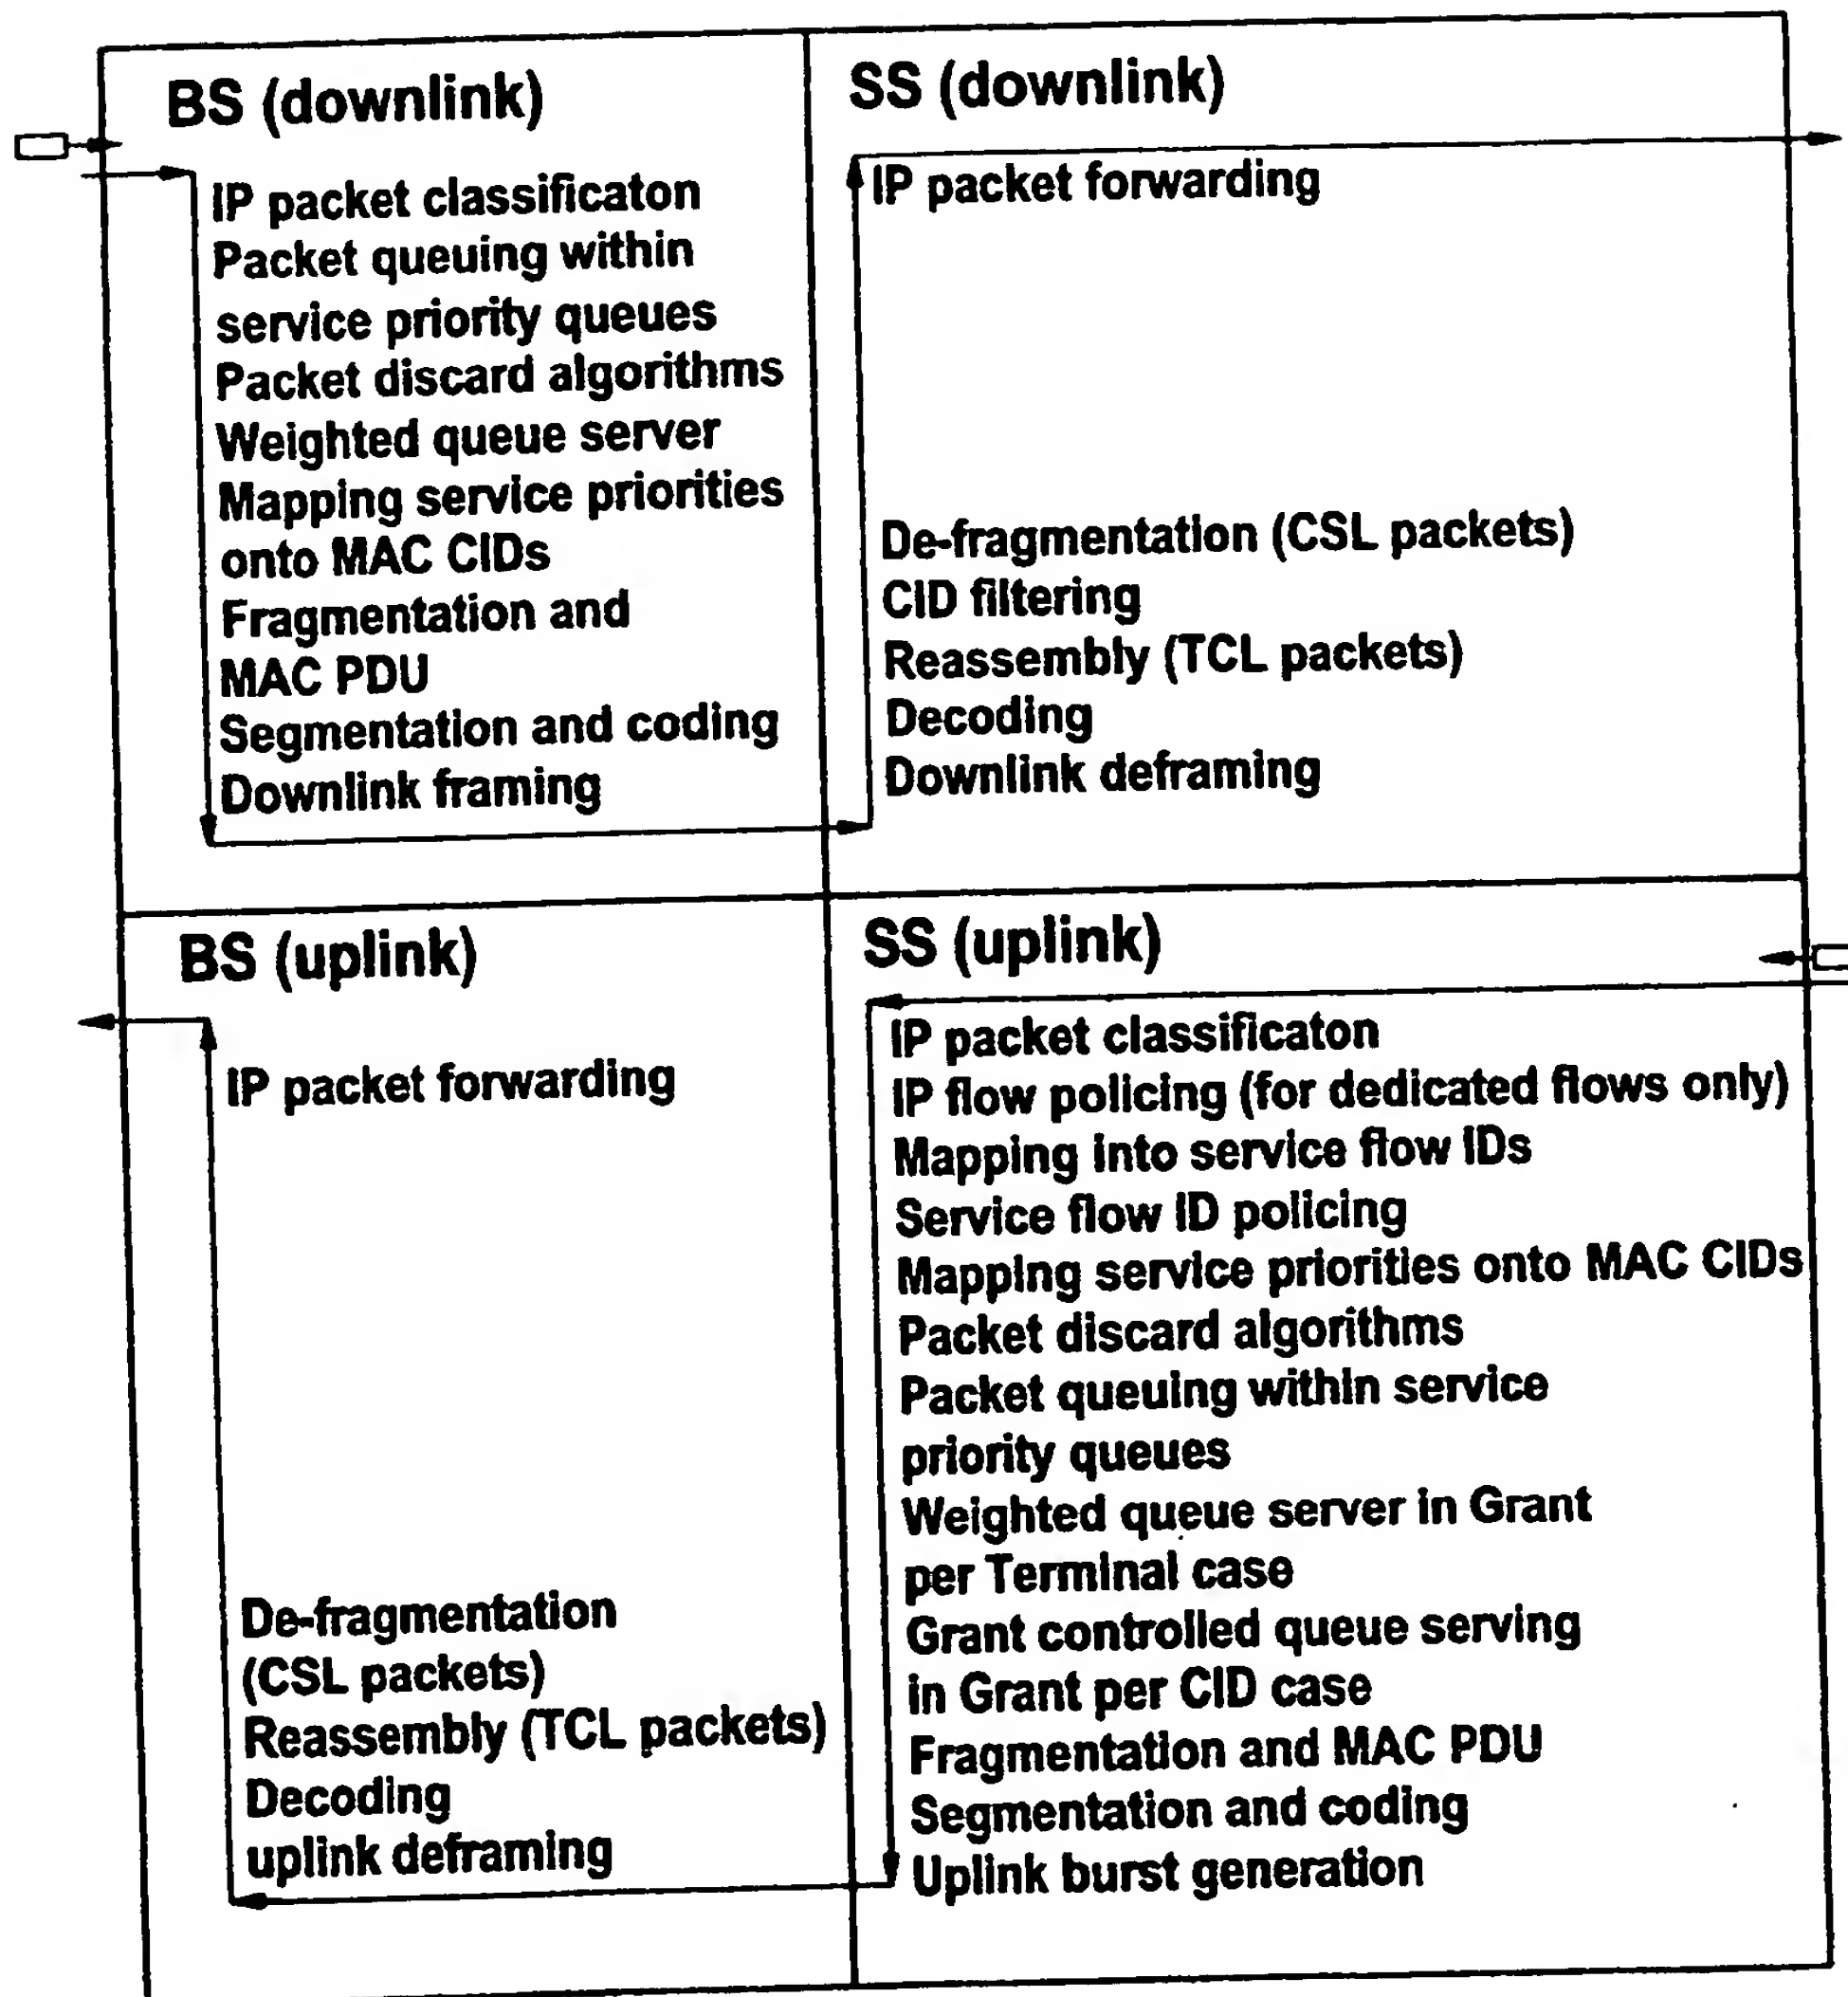 BS (downlink)
IP packet classificaton
Packet queuing within
service priority queues
Packet discard algorithms
Weighted queue server
Mapping service priorities
onto MAC CIDs
Fragmentation and
MAC PDU
Segmentation and coding
Downlink framing
SS (downlink)
IP packet forwarding
De-fragmentation (CSL packets)
CID filtering
Reassembly (TCL packets)
Decoding
Downlink deframing
BS (uplink)
IP packet forwarding
De-fragmentation
(CSL packets)
Reassembly (TCL packets)
Decoding
uplink deframing
SS (uplink)
IP packet classificaton
IP flow policing (for dedicated flows only)
Mapping into service flow IDs
Service flow ID policing
Mapping service priorities onto MAC CIDs
Packet discard algorithms
Packet queuing within service
priority queues
Weighted queue server in Grant
per Terminal case
Grant controlled queue serving
in Grant per CID case
Fragmentation and MAC PDU
Segmentation and coding
Uplink burst generation